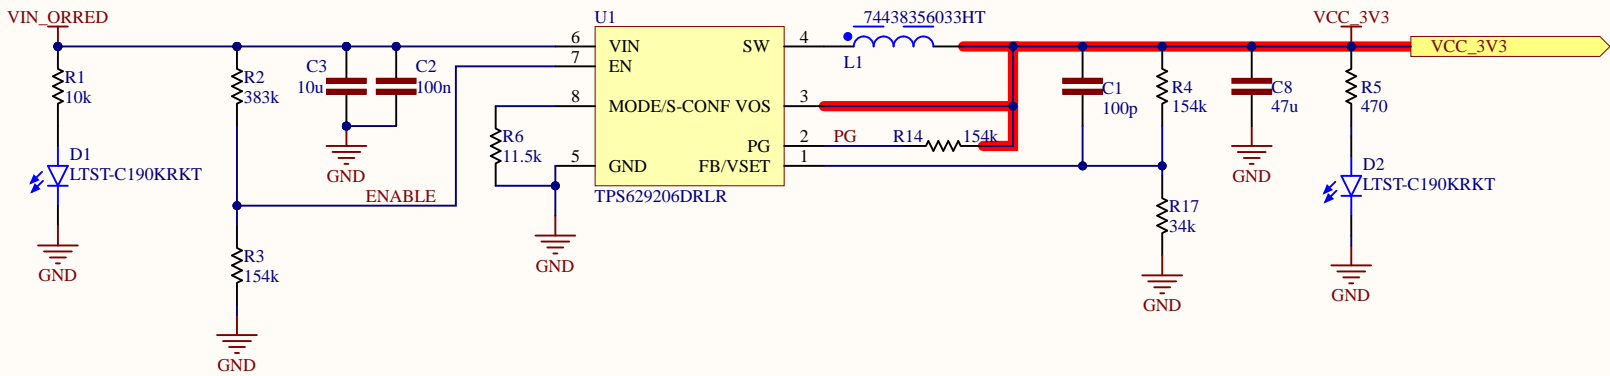 VIN_ORRED
U1
74438356033HT
VCC_3V3
6
VIN
SW
4
VCC_3V3
7
EN
L1
R1
10k
R2
383k
C3
10u
C2
100n
8
MODE/S-CONF VOS
3
C1
100p
R4
154k
C8
47u
R5
470
R6
11.5k
PG
2
PG
R14
154k
5
GND
FB/VSET
1
D1
LTST-C190KRKT
GND
ENABLE
TPS629206DRLR
GND
D2
LTST-C190KRKT
R17
34k
GND
R3
154k
GND
GND
GND
GND